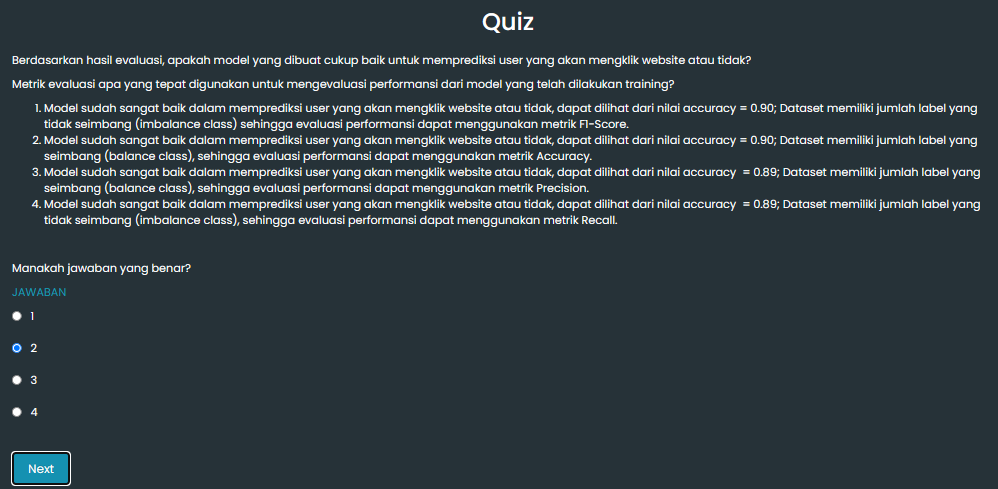 Quiz
Berdasarkan hasil evaluasi, apakah model yang dibuat cukup baik untuk memprediksi user yang akan mengklik website atau tidak?
Metrik evaluasi apa yang tepat digunakan untuk mengevaluasi performansi dari model yang telah dilakukan training?
1. Model sudah sangat baik dalam memprediksi user yang akan mengklik website atau tidak, dapat dilihat dari nilai accuracy = 0.90; Dataset memiliki jumlah label yang
tidak seimbang (imbalance class) sehingga evaluasi performansi dapat menggunakan metrik F1-Score.
2. Model sudah sangat baik dalam memprediksi user yang akan mengklik website atau tidak, dapat dilihat dari nilai accuracy = 0.90; Dataset memiliki jumlah label yang
seimbang (balance class), sehingga evaluasi performansi dapat menggunakan metrik Accuracy.
3. Model sudah sangat baik dalam memprediksi user yang akan mengklik website atau tidak, dapat dilihat dari nilai accuracy = 0.89; Dataset memiliki jumlah label yang
seimbang (balance class), sehingga evaluasi performansi dapat menggunakan metrik Precision.
4. Model sudah sangat baik dalam memprediksi user yang akan mengklik website atau tidak, dapat dilihat dari nilai accuracy = 0.89; Dataset memiliki jumlah label yang
tidak seimbang (imbalance class), sehingga evaluasi performansi dapat menggunakan metrik Recall.
Manakah jawaban yang benar?
JAWABAN
1
2
3
4
Next